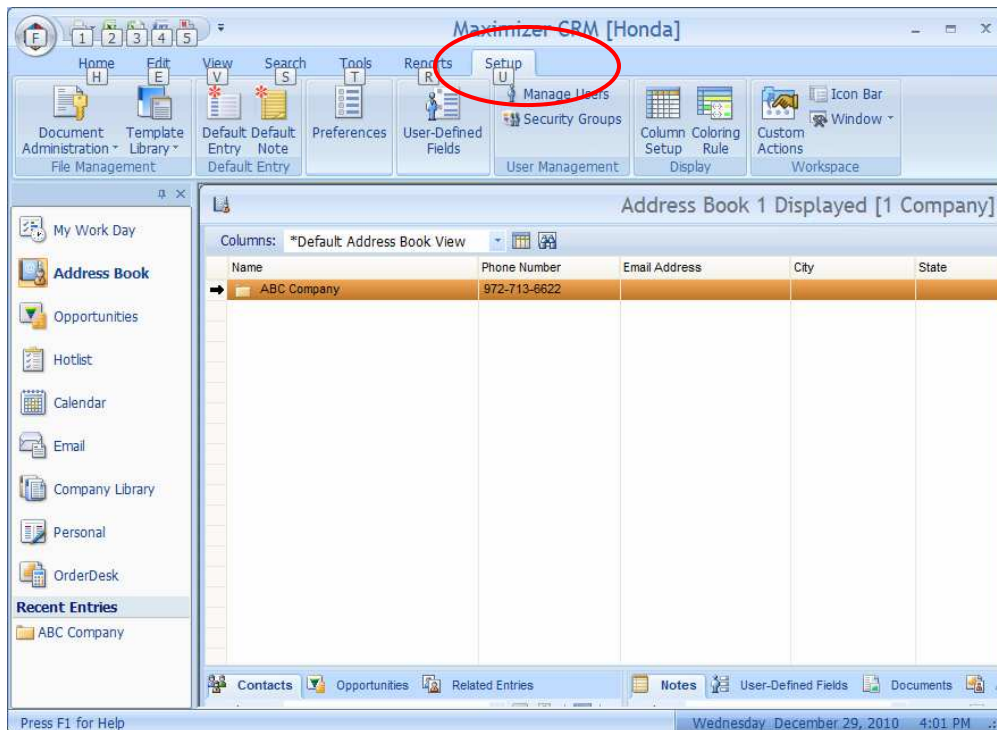 F 1 2 3 4 5
Maximizer CRM [Honda]
Home Edit View Search Tools Reports Setup
H E V S T R U
Manage Users
Security Groups
Icon Bar
Window
Document Administration
Template Library
Default Entry
Default Note
Preferences
User-Defined Fields
Column Setup
Coloring Rule
Custom Actions
File Management Default Entry User Management Display Workspace
Address Book 1 Displayed [1 Company]
My Work Day
Address Book
Opportunities
Hotlist
Calendar
Email
Company Library
Personal
OrderDesk
Recent Entries
ABC Company
Columns: *Default Address Book View
Name Phone Number Email Address City State
ABC Company 972-713-6622
Contacts Opportunities Related Entries Notes User-Defined Fields Documents
Press F1 for Help Wednesday December 29, 2010 4:01 PM